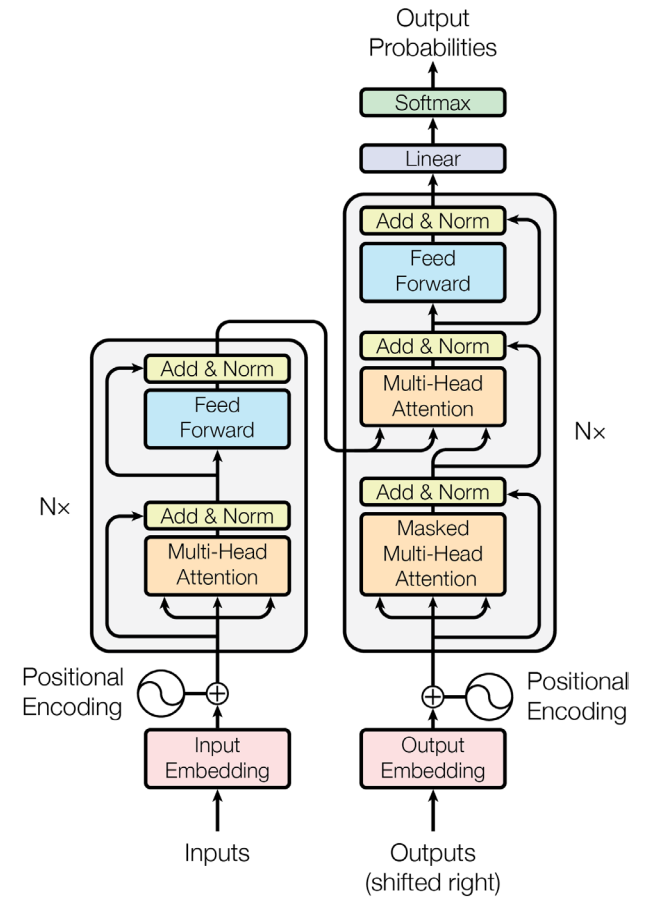 Output
Probabilities
Softmax
Linear
Add & Norm
Feed
Forward
Add & Norm
Multi-Head
Attention
Add & Norm
Masked
Multi-Head
Attention
N×
Add & Norm
Feed
Forward
Add & Norm
Multi-Head
Attention
N×
Positional
Encoding
Positional
Encoding
Input
Embedding
Output
Embedding
Inputs
Outputs
(shifted right)